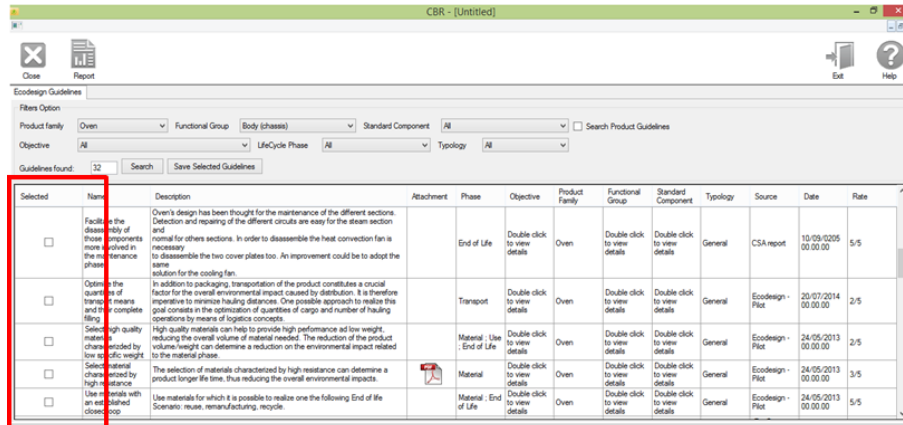 CBR - [Untitled]
Close
Report
Exit
Help
Ecodesign Guidelines
Filters Option
Product family Oven Functional Group Body (chassis) Standard Component All Search Product Guidelines
Objective All LifeCycle Phase All Typology All
Guidelines found: 32 Search Save Selected Guidelines
Selected Name Description Attachment Phase Objective Product Family Functional Group Standard Component Typology Source Date Rate
Facilitate the
disassembly of
those components
more involved in
the maintenance
phase
Oven's design has been thought for the maintenance of the different sections.
Detection and repairing of the different circuits are easy for the steam section
and
normal for others sections. In order to disassemble the heat convection fan is
necessary
to disassemble the two cover plates too. An improvement could be to adopt the
same
solution for the cooling fan.
End of Life
Double click
to view
details
Oven
Double click
to view
details
Double click
to view
details
General
CSA report
10/09/0205
00.00.00
5/5
Optimize the
quantities of
transport means
and their complete
filling
In addition to packaging, transportation of the product constitutes a crucial
factor for the overall environmental impact caused by distribution. It is therefore
imperative to minimize hauling distances. One possible approach to realize this
goal consists in the optimization of quantities of cargo and number of hauling
operations by means of logistics concepts.
Transport
Double click
to view
details
Oven
Double click
to view
details
Double click
to view
details
General
Ecodesign -
Pilot
20/07/2014
00.00.00
2/5
Select high quality
materials
characterizded by
low specific weight
High quality materials can help to provide high performance ad low weight,
reducing the overall volume of material needed. The reduction of the product
volume/weight can determine a reduction on the environmental impact related
to the material phase.
Material ; Use
; End of Life
Double click
to view
details
Oven
Double click
to view
details
Double click
to view
details
General
Ecodesign -
Pilot
24/05/2013
00.00.00
2/5
Select material
characterized by
high resistance
The selection of materials characterized by high resistance can determine a
product longer life time, thus reducing the overall environmental impacts.
PDF
Material
Double click
to view
details
Oven
Double click
to view
details
Double click
to view
details
General
Ecodesign -
Pilot
24/05/2013
00.00.00
3/5
Use materials with
an established
closed loop
Use materials for which it is possible to realize one the following End of life
Scenario: reuse, remanufacturing, recycle.
Material ; End
of Life
Double click
to view
details
Oven
Double click
to view
details
Double click
to view
details
General
Ecodesign -
Pilot
24/05/2013
00.00.00
5/5